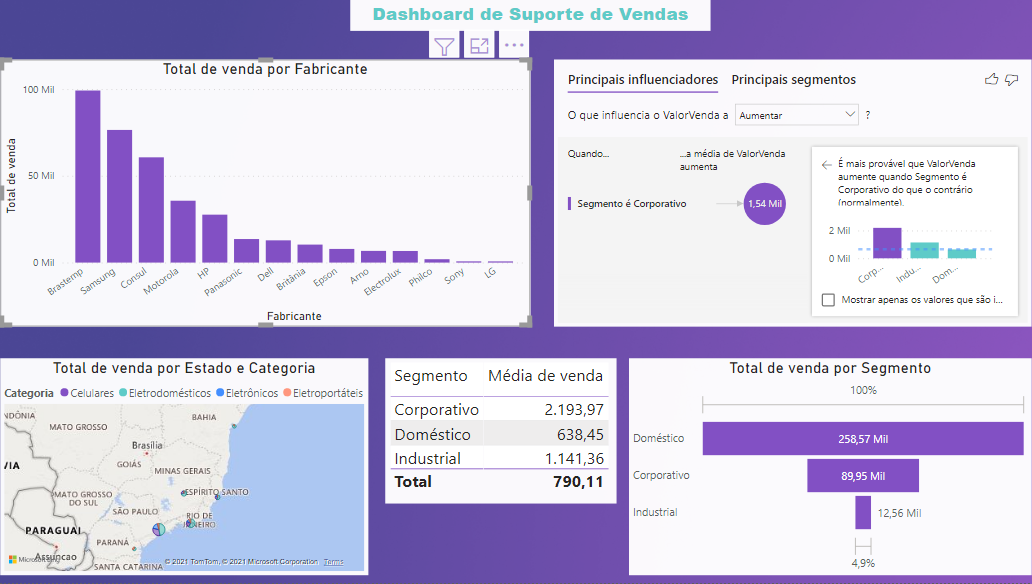 Dashboard de Suporte de Vendas
Total de venda por Fabricante
Total de venda
100 Mil
50 Mil
0 Mil
Brastemp
Samsung
Consul
Motorola
HP
Panasonic
Dell
Britânia
Epson
Arno
Electrolux
Philco
Sony
LG
Fabricante
Principais influenciadores Principais segmentos
O que influencia o ValorVenda a Aumentar ?
Quando...
...a média de ValorVenda
aumenta
Segmento é Corporativo
1,54 Mil
É mais provável que ValorVenda
aumente quando Segmento é
Corporativo do que o contrário
(normalmente).
2 Mil
0 Mil
Corp...
Indu...
Dom...
Mostrar apenas os valores que são i...
Total de venda por Estado e Categoria
Categoria Celulares Eletrodomésticos Eletrônicos Eletroportáteis
NDÔNIA
BAHIA
MATO GROSSO
Brasília
VIA
GOIÁS
MINAS GERAIS
MATO GROSSO
DO SUL
ESPÍRITO SANTO
SÃO PAULO
RIO DE
JANEIRO
PARAGUAI
PARANÁ
Assunção
SANTA CATARINA
© 2021 TomTom, © 2021 Microsoft Corporation Terms
Segmento Média de venda
Corporativo 2.193,97
Doméstico 638,45
Industrial 1.141,36
Total 790,11
Total de venda por Segmento
100%
Doméstico 258,57 Mil
Corporativo 89,95 Mil
Industrial 12,56 Mil
4,9%